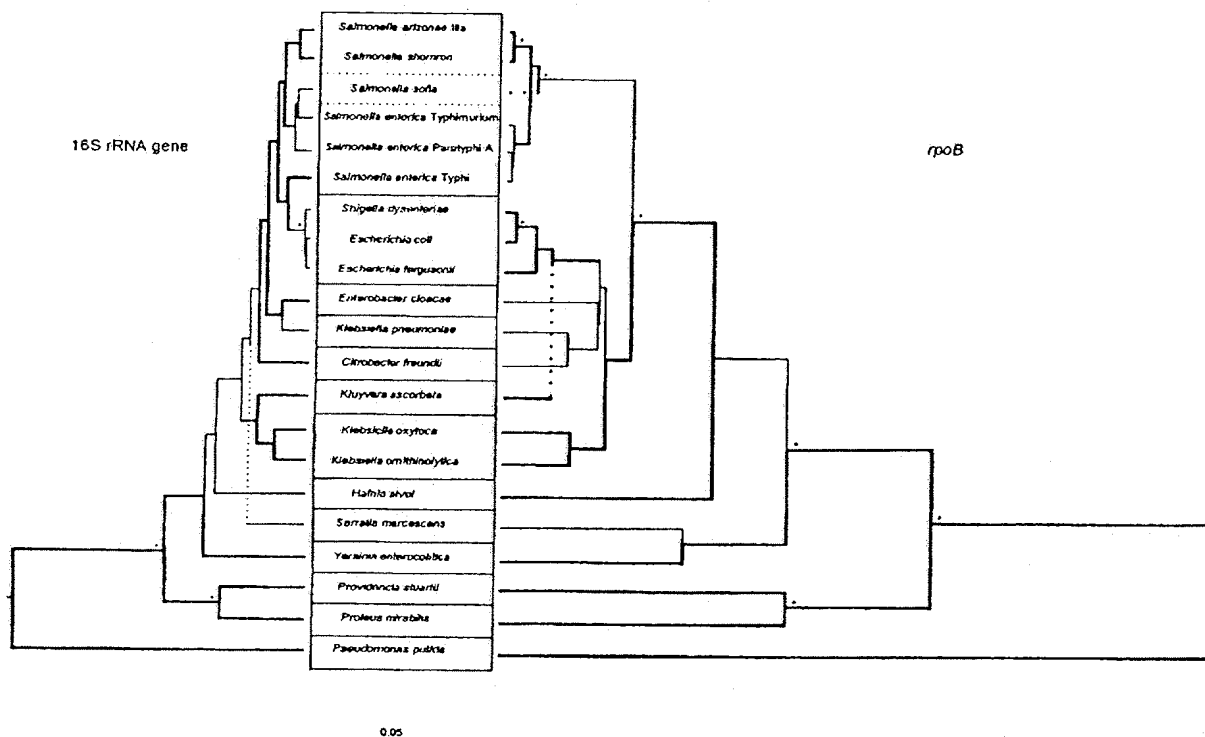 Salmonella arizonae IIIa
Salmonella shomron
Salmonella sofia
Salmonella enterica Typhimurium
16S rRNA gene
Salmonella enterica Paratyphi A
rpoB
Salmonella enterica Typhi
Shigella dysenteriae
Escherichia coli
Escherichia fergusonii
Enterobacter cloacae
Klebsiella pneumoniae
Citrobacter freundii
Kluyvera ascorbata
Klebsiella oxytoca
Klebsiella ornithinolytica
Hafnia alvei
Serratia marcescens
Yersinia enterocolitica
Providencia stuartii
Proteus mirabilis
Pseudomonas putida
0.05